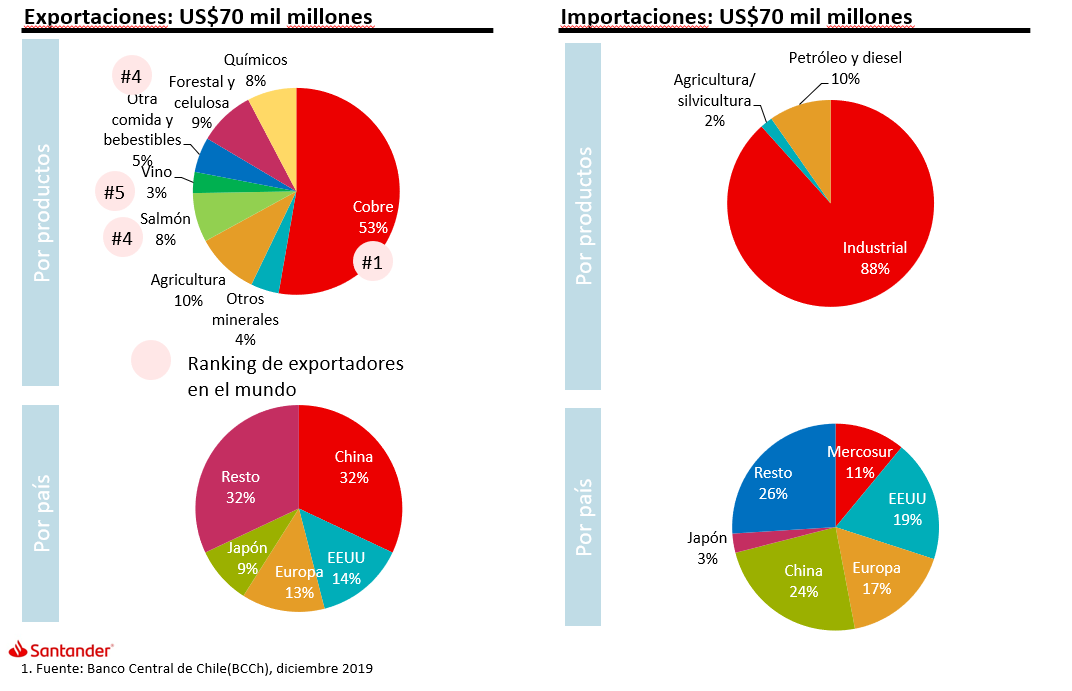 Exportaciones: US$70 mil millones
Por productos
#4
Químicos
8%
Forestal y
celulosa
9%
Otra
comida y
bebestibles
5%
#5
Vino
3%
#4
Salmón
8%
Agricultura
10%
Otros
minerales
4%
Cobre
53%
#1
Ranking de exportadores
en el mundo
Por país
Resto
32%
China
32%
Japón
9%
Europa
13%
EEUU
14%
Importaciones: US$70 mil millones
Por productos
Petróleo y diesel
10%
Agricultura/
silvicultura
2%
Industrial
88%
Por país
Resto
26%
Mercosur
11%
EEUU
19%
Japón
3%
China
24%
Europa
17%
Santander
1. Fuente: Banco Central de Chile(BCCh), diciembre 2019